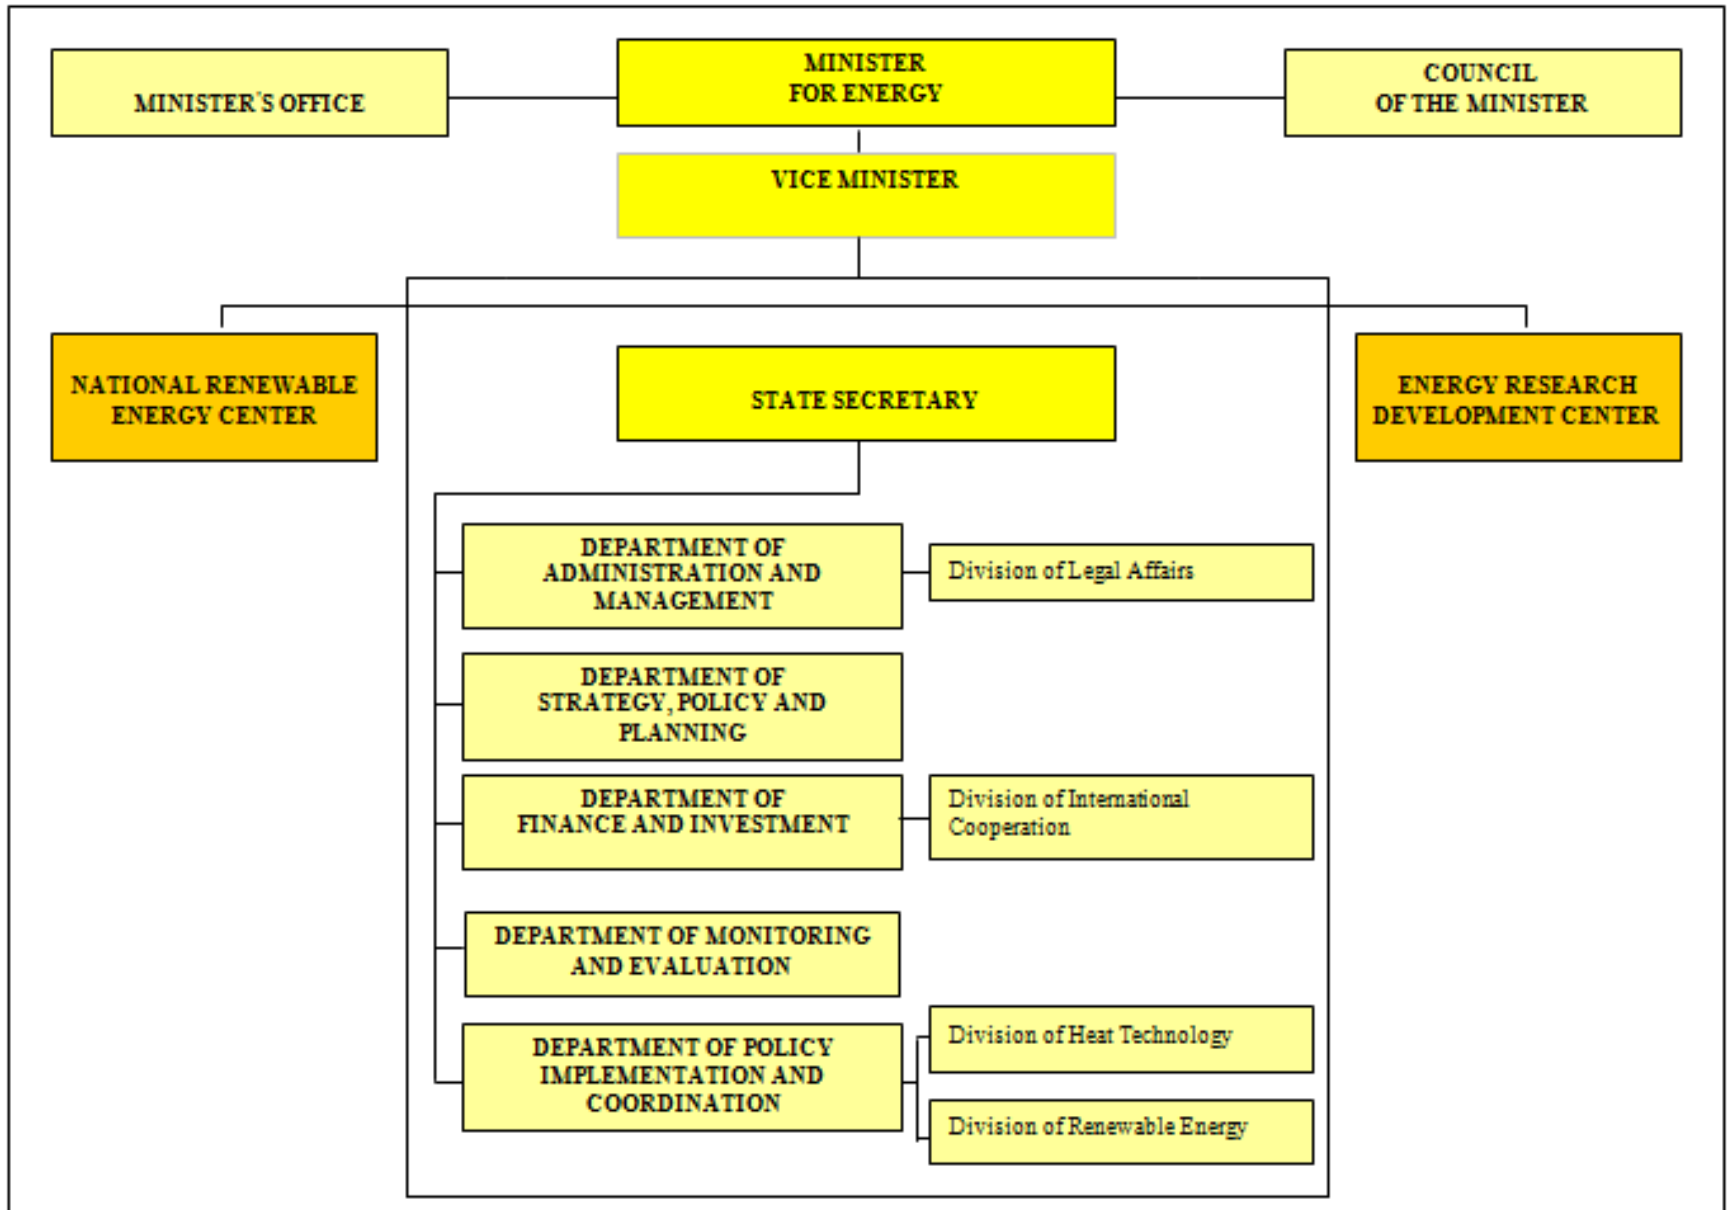 MINISTER'S OFFICE
MINISTER
FOR ENERGY
COUNCIL
OF THE MINISTER
VICE MINISTER
NATIONAL RENEWABLE
ENERGY CENTER
STATE SECRETARY
ENERGY RESEARCH
DEVELOPMENT CENTER
DEPARTMENT OF
ADMINISTRATION AND
MANAGEMENT
Division of Legal Affairs
DEPARTMENT OF
STRATEGY, POLICY AND
PLANNING
DEPARTMENT OF
FINANCE AND INVESTMENT
Division of International
Cooperation
DEPARTMENT OF MONITORING
AND EVALUATION
DEPARTMENT OF POLICY
IMPLEMENTATION AND
COORDINATION
Division of Heat Technology
Division of Renewable Energy